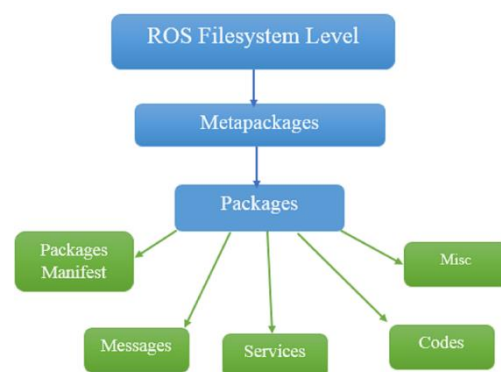 ROS Filesystem Level
Metapackages
Packages
Packages
Manifest
Misc
Messages
Services
Codes